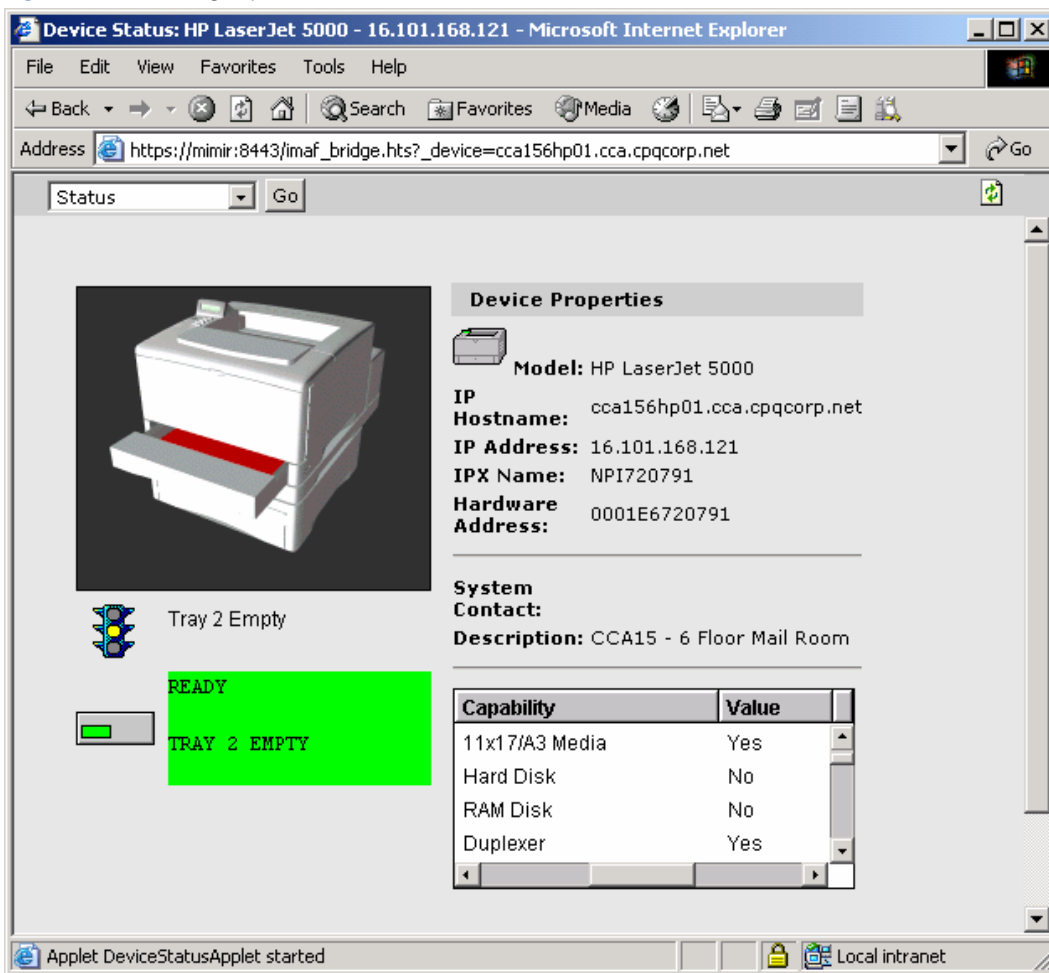 Device Status: HP LaserJet 5000 - 16.101.168.121 - Microsoft Internet Explorer
File Edit View Favorites Tools Help
Back Search Favorites Media
Address https://mimir:8443/imaf_bridge.hts?_device=cca156hp01.cca.cpqcorp.net Go
Status Go
Device Properties
Model: HP LaserJet 5000
IP Hostname: cca156hp01.cca.cpqcorp.net
IP Address: 16.101.168.121
IPX Name: NPI720791
Hardware Address: 0001E6720791
System Contact:
Description: CCA15 - 6 Floor Mail Room
Tray 2 Empty
READY
TRAY 2 EMPTY
Capability Value
11x17/A3 Media Yes
Hard Disk No
RAM Disk No
Duplexer Yes
Applet DeviceStatusApplet started Local intranet